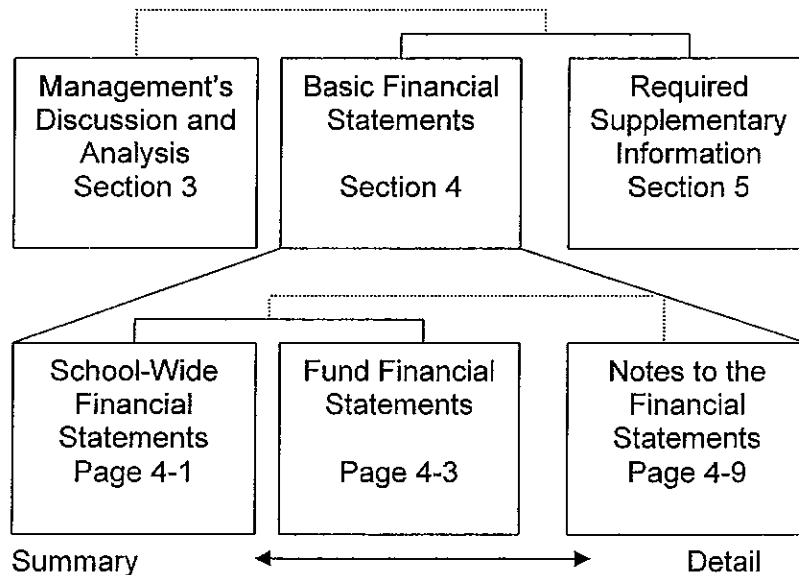 Management's
Discussion and
Analysis
Section 3
Basic Financial
Statements
Section 4
Required
Supplementary
Information
Section 5
School-Wide
Financial
Statements
Page 4-1
Fund Financial
Statements
Page 4-3
Notes to the
Financial
Statements
Page 4-9
Summary
Detail